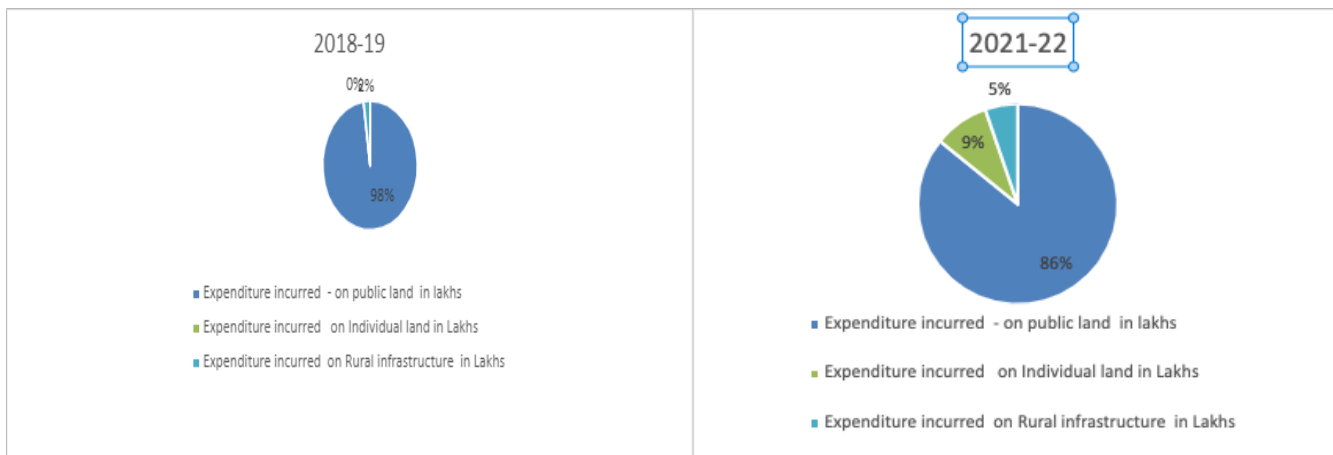 2018-19
0%
2%
98%
Expenditure incurred - on public land in lakhs
Expenditure incurred on Individual land in Lakhs
Expenditure incurred on Rural infrastructure in Lakhs
2021-22
5%
9%
86%
Expenditure incurred - on public land in lakhs
Expenditure incurred on Individual land in Lakhs
Expenditure incurred on Rural infrastructure in Lakhs